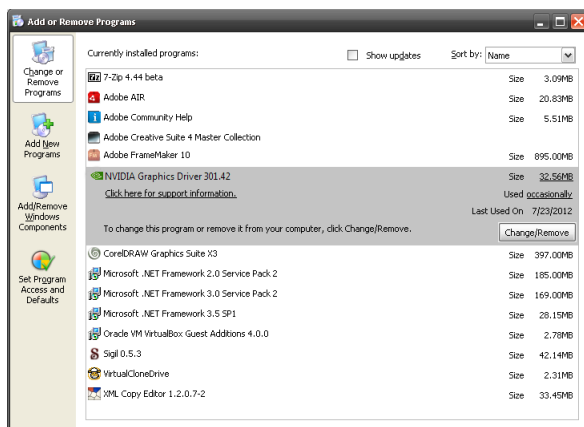 Add or Remove Programs
Change or
Remove
Programs
Add New
Programs
Add/Remove
Windows
Components
Set Program
Access and
Defaults
Currently installed programs:
Show updates
Sort by: Name
7-Zip 4.44 beta Size 3.09MB
Adobe AIR Size 20.83MB
Adobe Community Help Size 5.51MB
Adobe Creative Suite 4 Master Collection
Adobe FrameMaker 10 Size 895.00MB
NVIDIA Graphics Driver 301.42 Size 32.56MB
Click here for support information. Used occasionally
Last Used On 7/23/2012
To change this program or remove it from your computer, click Change/Remove. Change/Remove
CorelDRAW Graphics Suite X3 Size 397.00MB
Microsoft .NET Framework 2.0 Service Pack 2 Size 185.00MB
Microsoft .NET Framework 3.0 Service Pack 2 Size 169.00MB
Microsoft .NET Framework 3.5 SP1 Size 28.15MB
Oracle VM VirtualBox Guest Additions 4.0.0 Size 2.78MB
Sigil 0.5.3 Size 42.14MB
VirtualCloneDrive Size 2.31MB
XML Copy Editor 1.2.0.7-2 Size 33.45MB